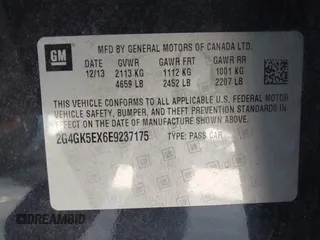 GM
MFD BY GENERAL MOTORS OF CANADA LTD.
DATE GVWR GAWR FRT GAWR RR
12/13 2113 KG 1112 KG 1001 KG
4659 LB 2452 LB 2207 LB
THIS VEHICLE CONFORMS TO ALL APPLICABLE U.S. FEDERAL MOTOR
VEHICLE SAFETY, BUMPER, AND THEFT PREVENTION STANDARDS IN
EFFECT ON THE DATE OF MANUFACTURE SHOWN ABOVE.
2G4GK5EX6E9237175 TYPE: PASS CAR
DREAMBID